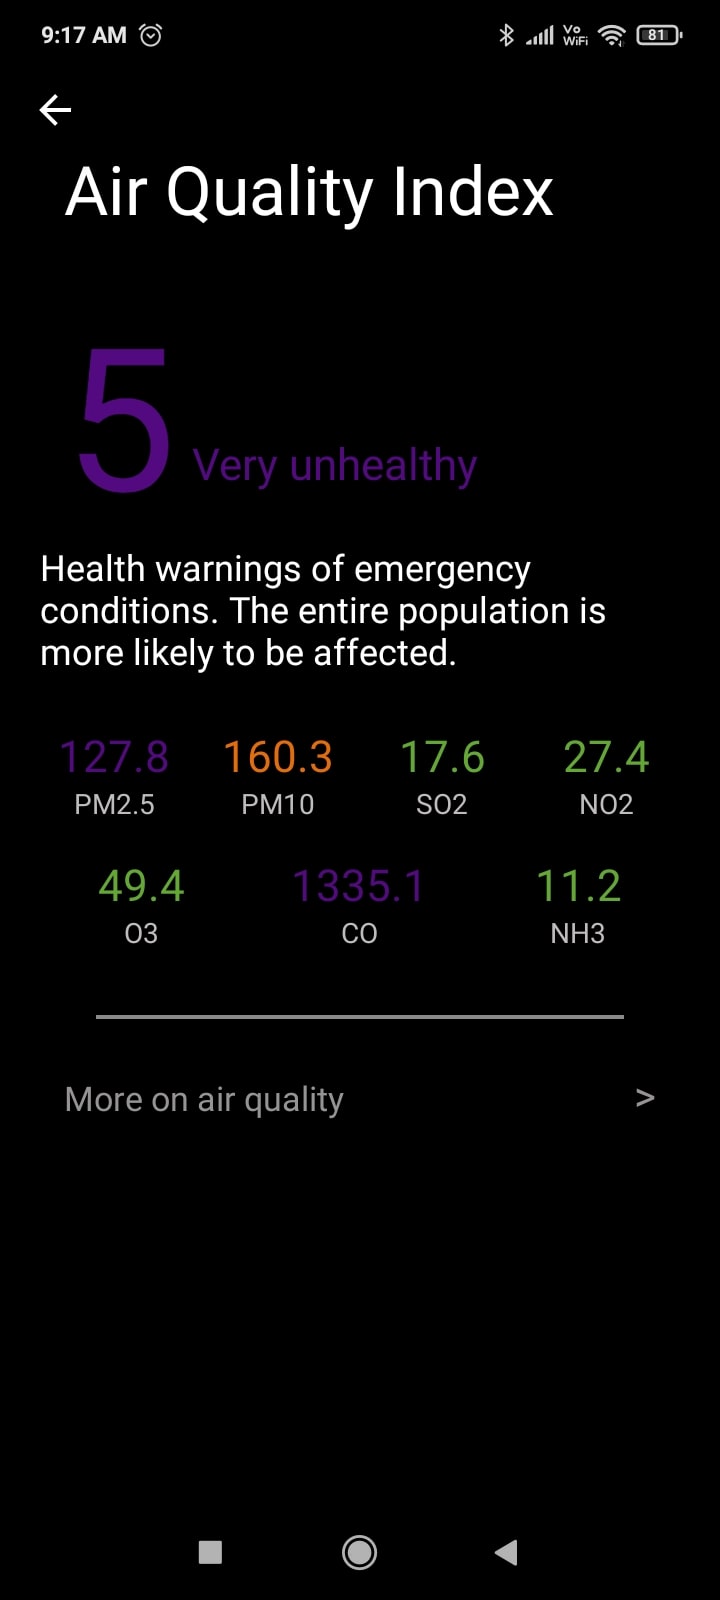 9:17 AM
Vo
WiFi
81
Air Quality Index
5 Very unhealthy
Health warnings of emergency
conditions. The entire population is
more likely to be affected.
127.8 160.3 17.6 27.4
PM2.5 PM10 SO2 NO2
49.4 1335.1 11.2
O3 CO NH3
More on air quality >